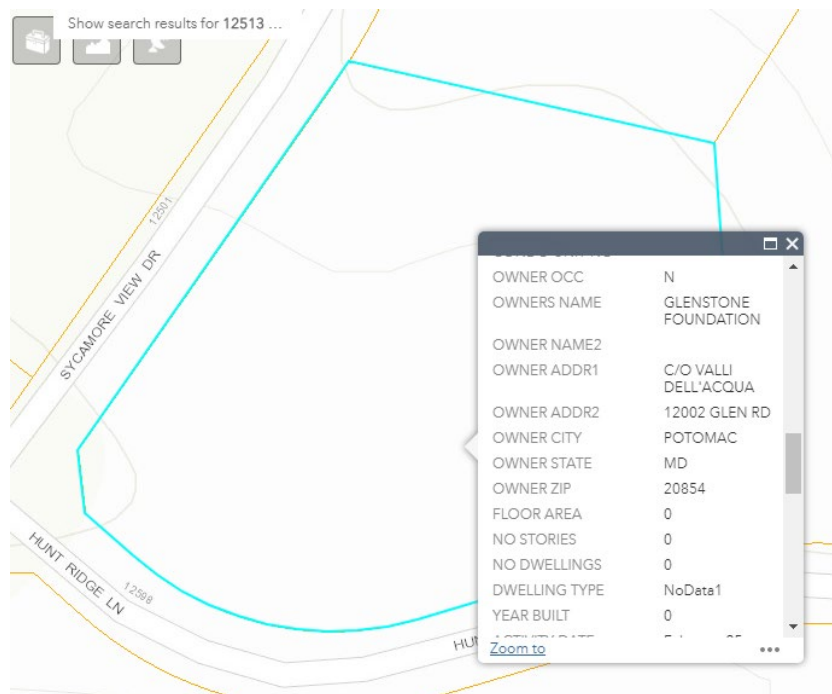 Show search results for 12513 ...
12501
SYCAMORE VIEW DR
OWNER OCC N
OWNERS NAME GLENSTONE
FOUNDATION
OWNER NAME2
OWNER ADDR1 C/O VALLI
DELL'ACQUA
OWNER ADDR2 12002 GLEN RD
OWNER CITY POTOMAC
OWNER STATE MD
OWNER ZIP 20854
FLOOR AREA 0
NO STORIES 0
NO DWELLINGS 0
DWELLING TYPE NoData1
YEAR BUILT 0
Zoom to
HUNT RIDGE LN
12598
HUN